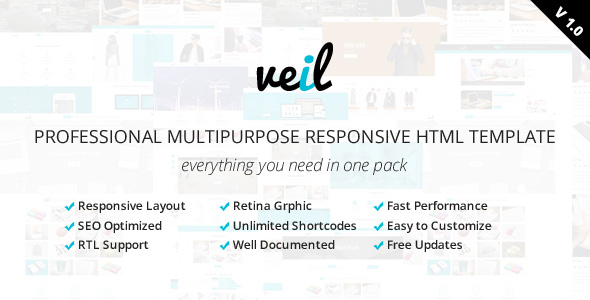 V 1.0
veil
PROFESSIONAL MULTIPURPOSE RESPONSIVE HTML TEMPLATE
everything you need in one pack
Responsive Layout
Retina Grphic
Fast Performance
SEO Optimized
Unlimited Shortcodes
Easy to Customize
RTL Support
Well Documented
Free Updates